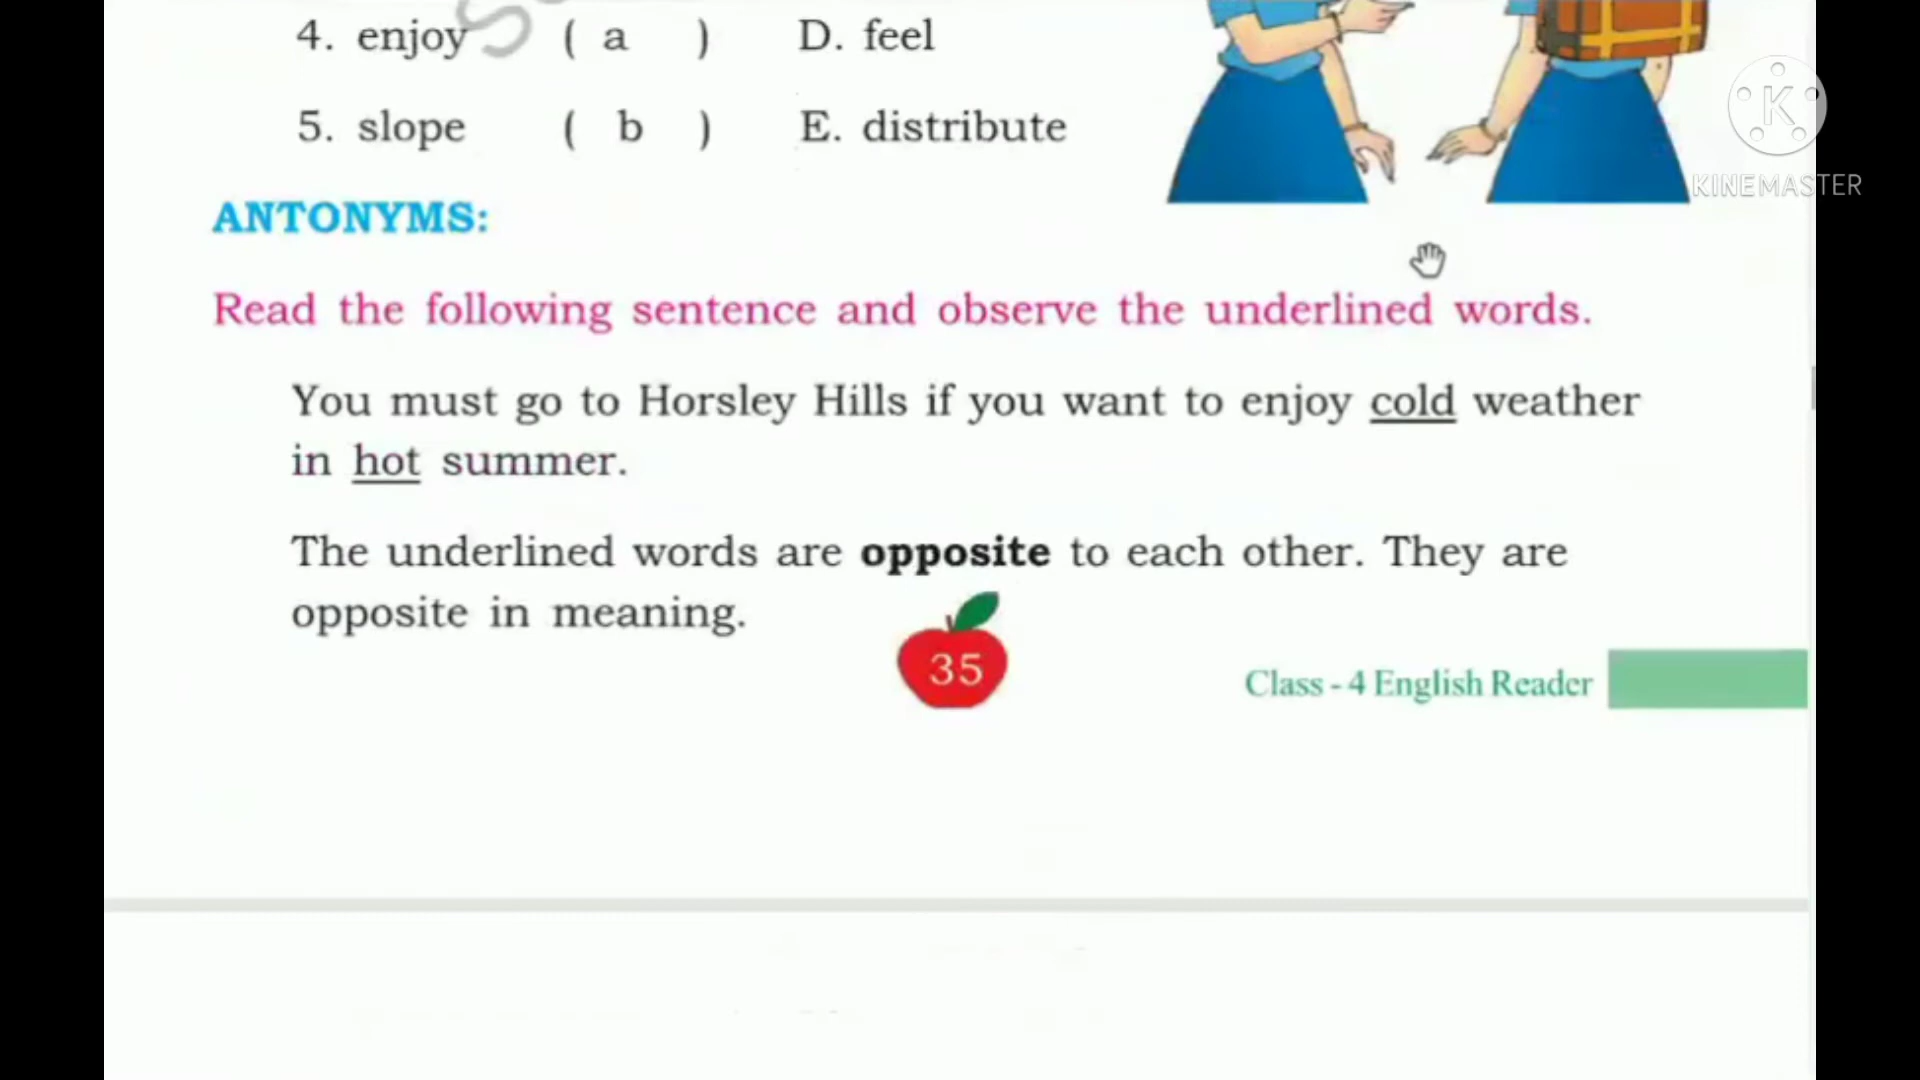 4. enjoy ( a ) D. feel
5. slope ( b ) E. distribute
K
KINEMASTER
ANTONYMS:
Read the following sentence and observe the underlined words.
You must go to Horsley Hills if you want to enjoy cold weather
in hot summer.
The underlined words are opposite to each other. They are
opposite in meaning.
35
Class - 4 English Reader